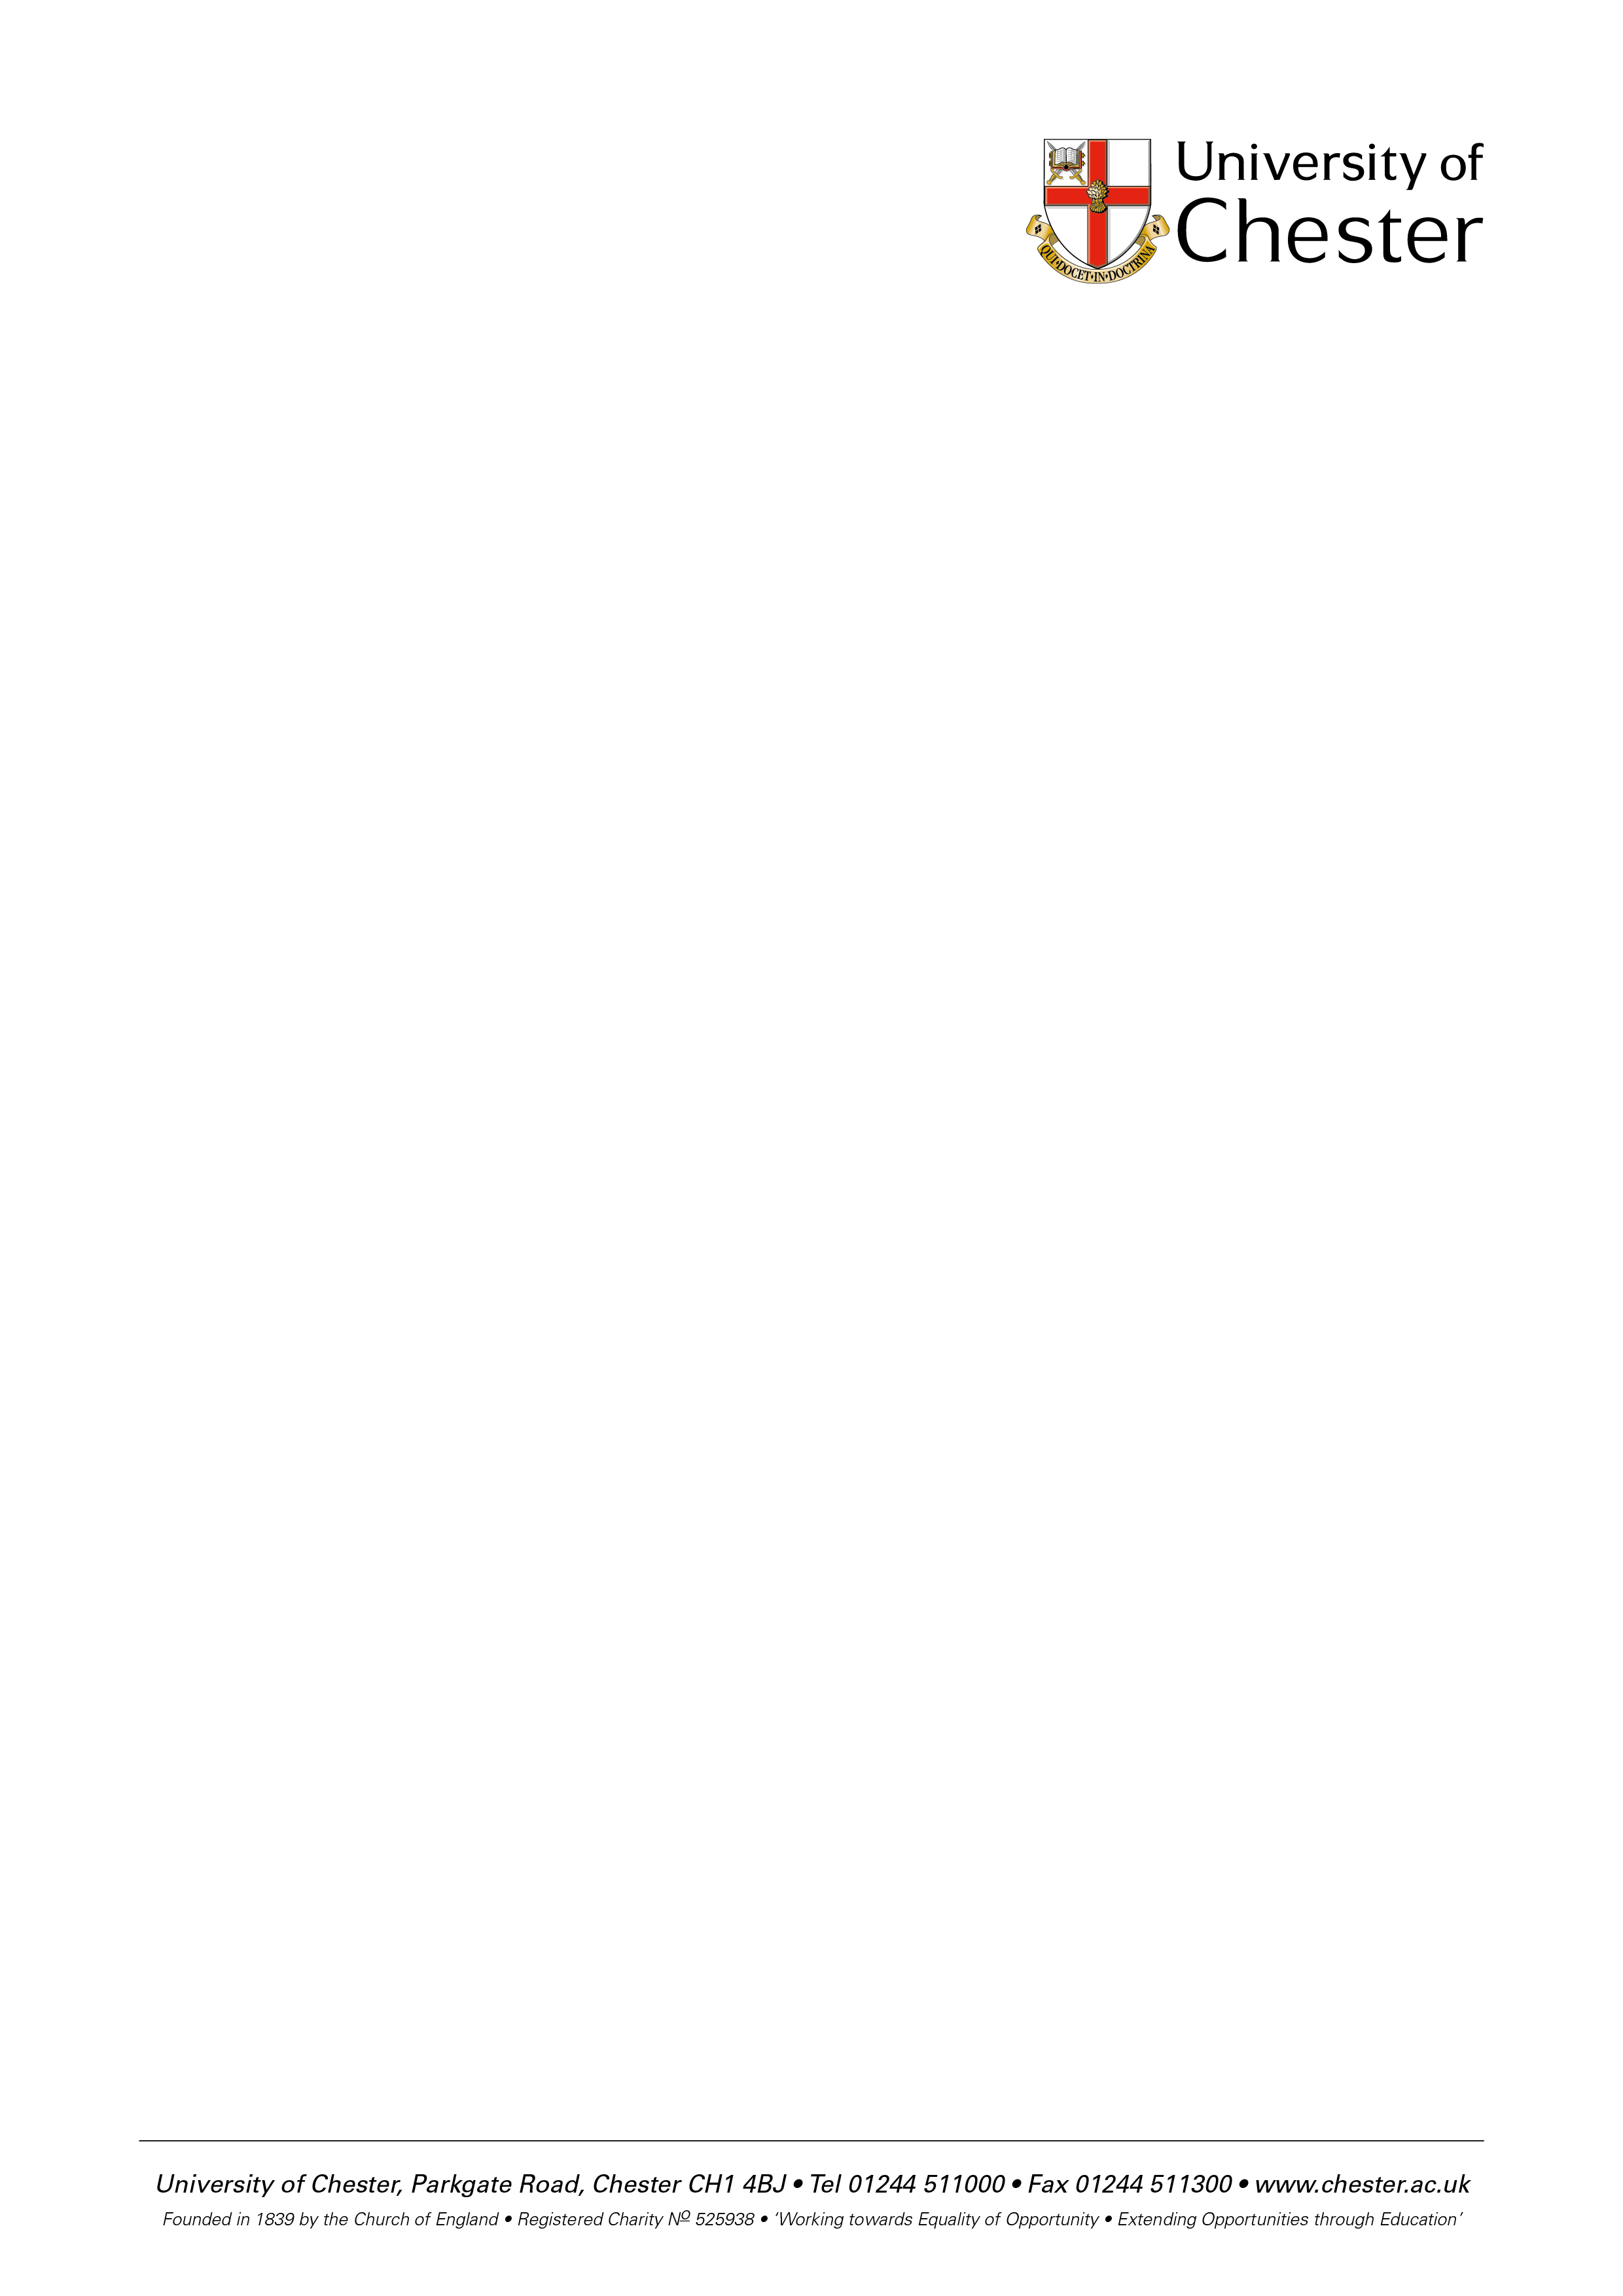 University of
Chester
QUI·DOCET·IN·DOCTRINA
University of Chester, Parkgate Road, Chester CH1 4BJ • Tel 01244 511000 • Fax 01244 511300 • www.chester.ac.uk
Founded in 1839 by the Church of England • Registered Charity Nº 525938 • ‘Working towards Equality of Opportunity • Extending Opportunities through Education’